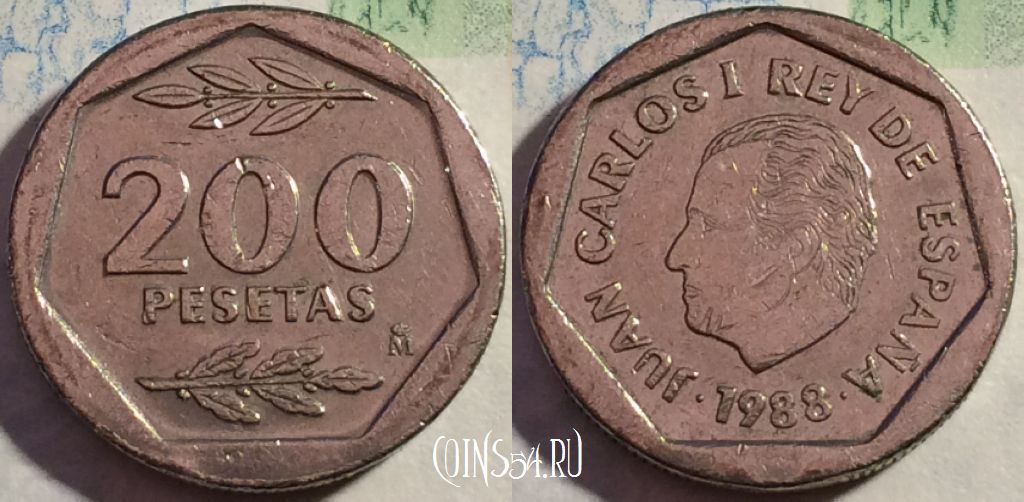 200
PESETAS
M
JUAN CARLOS I REY DE ESPAÑA
· 1988 ·
COINS54.RU